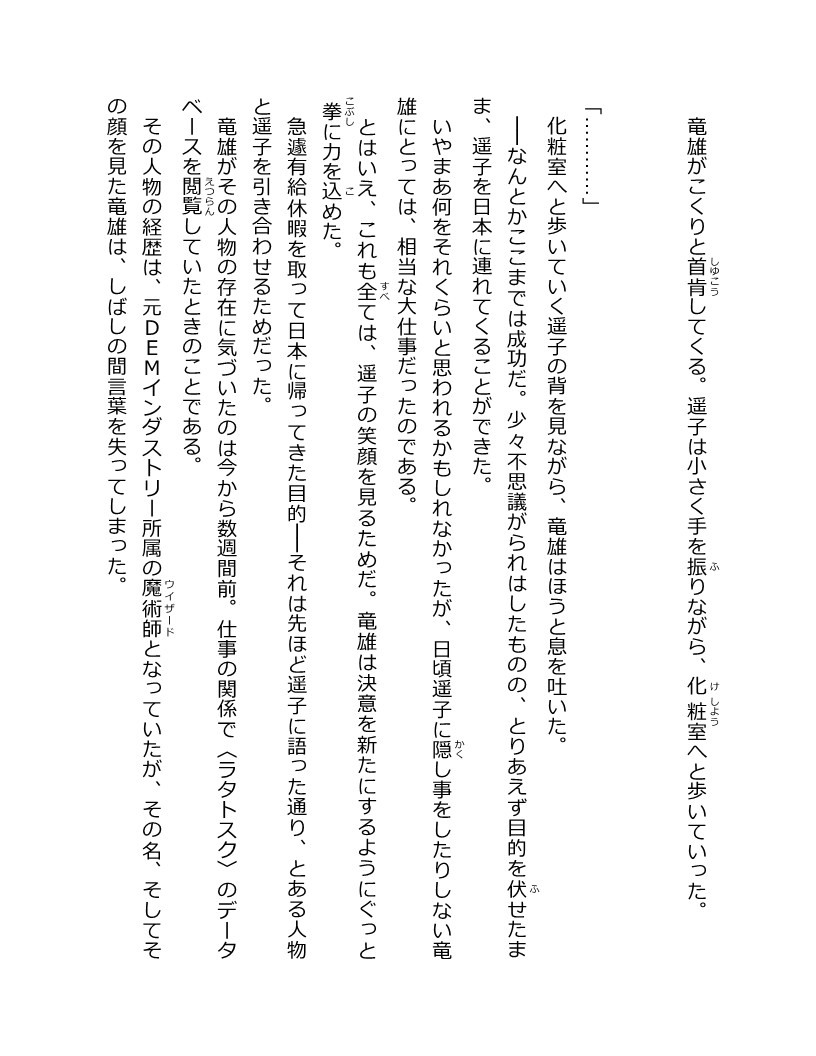 竜雄がこくりと首肯してくる。遥子は小さく手を振りながら、化粧室へと歩いていった。
「…………」
化粧室へと歩いていく遥子の背を見ながら、竜雄はほうと息を吐いた。
――なんとかここまでは成功だ。少々不思議がられはしたものの、とりあえず目的を伏せたま
ま、遥子を日本に連れてくることができた。
いやまあ何をそれくらいと思われるかもしれなかったが、日頃遥子に隠し事をしたりしない竜
雄にとっては、相当な大仕事だったのである。
とはいえ、これも全ては、遥子の笑顔を見るためだ。竜雄は決意を新たにするようにぐっと
拳に力を込めた。
急遽有給休暇を取って日本に帰ってきた目的――それは先ほど遥子に語った通り、とある人物
と遥子を引き合わせるためだった。
竜雄がその人物の存在に気づいたのは今から数週間前。仕事の関係で〈ラタトスク〉のデータ
ベースを閲覧していたときのことである。
その人物の経歴は、元DEMインダストリー所属の魔術師となっていたが、その名、そしてそ
の顔を見た竜雄は、しばしの間言葉を失ってしまった。